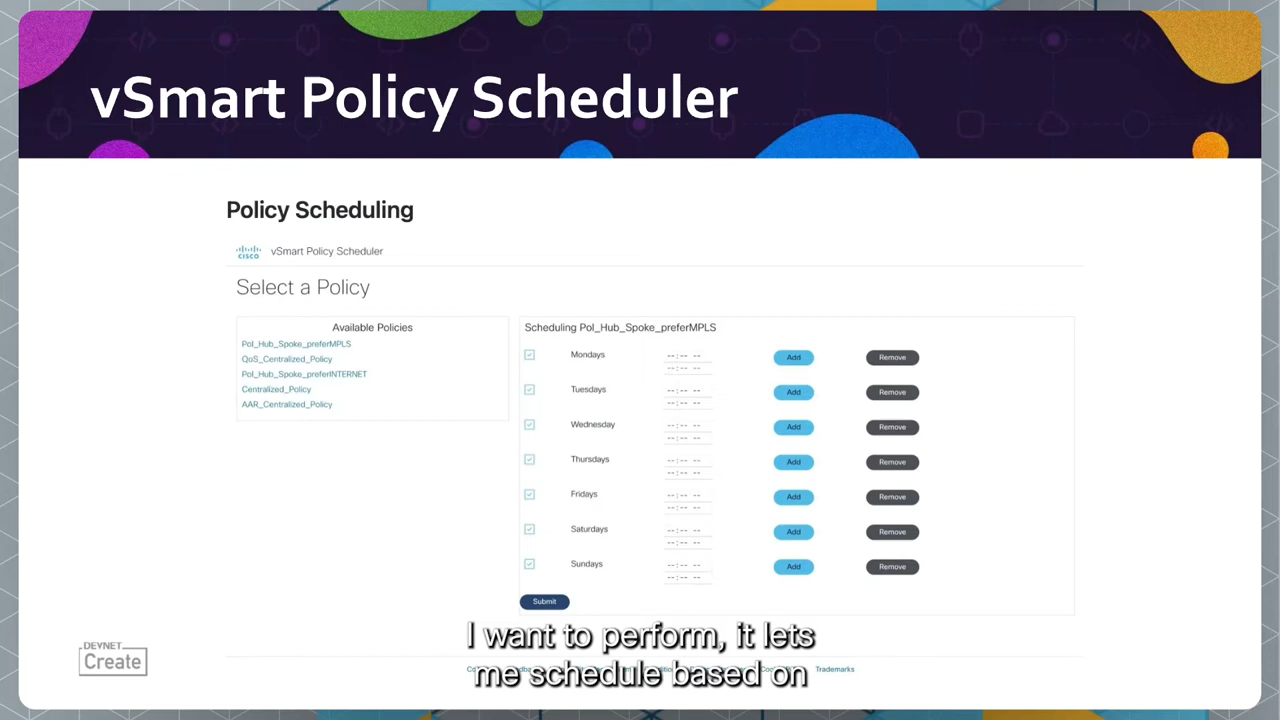 vSmart Policy Scheduler
Policy Scheduling
CISCO vSmart Policy Scheduler
Select a Policy
Available Policies
Pol_Hub_Spoke_preferMPLS
QoS_Centralized_Policy
Pol_Hub_Spoke_preferINTERNET
Centralized_Policy
AAR_Centralized_Policy
Scheduling Pol_Hub_Spoke_preferMPLS
Mondays --:-- -- Add Remove
--:-- --
Tuesdays --:-- -- Add Remove
--:-- --
Wednesday --:-- -- Add Remove
--:-- --
Thursdays --:-- -- Add Remove
--:-- --
Fridays --:-- -- Add Remove
--:-- --
Saturdays --:-- -- Add Remove
--:-- --
Sundays --:-- -- Add Remove
--:-- --
Submit
I want to perform, it lets
me schedule based on
Trademarks
DEVNET
Create